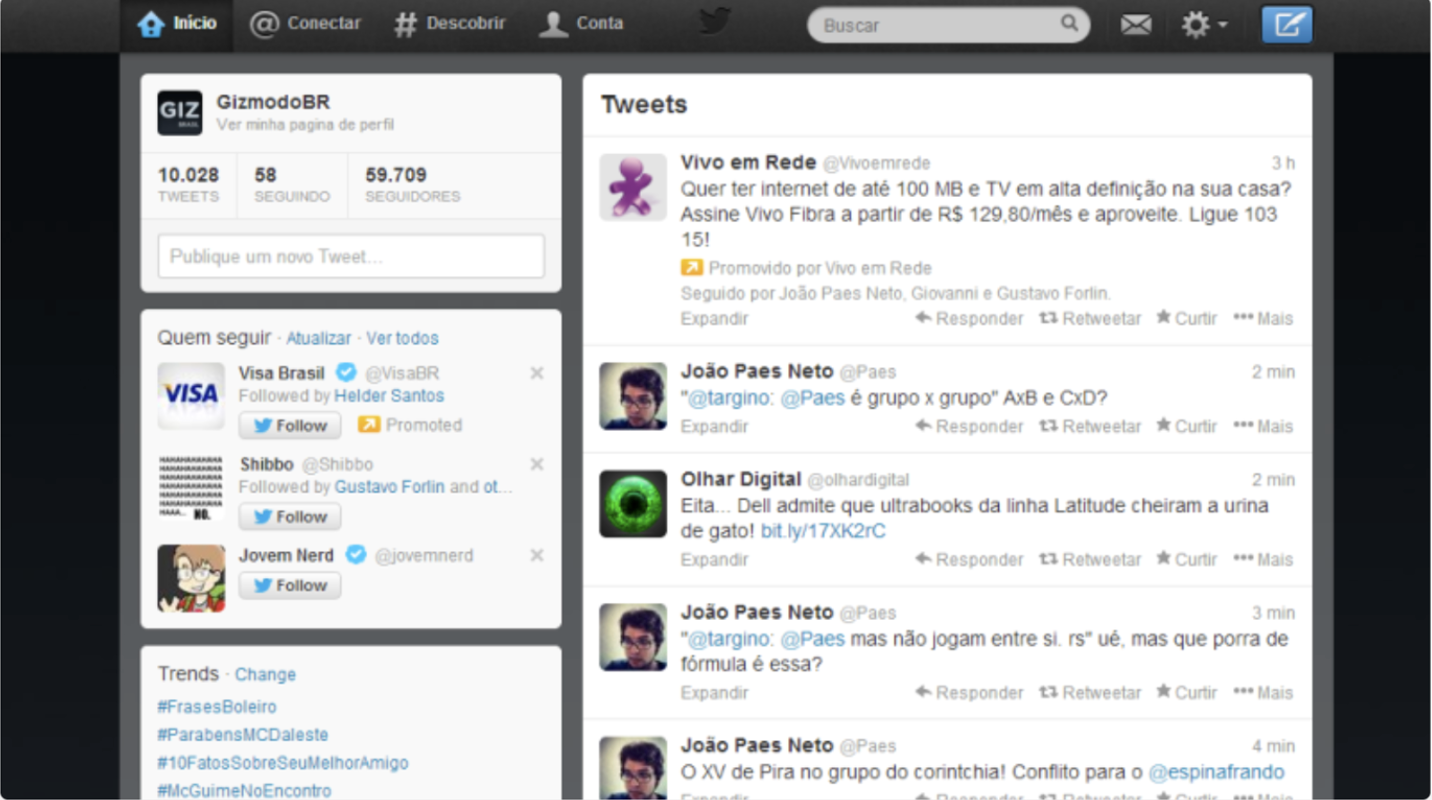 Início
Conectar
Descobrir
Conta
Buscar
GIZ
BRASIL
GizmodoBR
Ver minha pagina de perfil
10.028
TWEETS
58
SEGUINDO
59.709
SEGUIDORES
Publique um novo Tweet...
Quem seguir · Atualizar · Ver todos
VISA
Visa Brasil @VisaBR
Followed by Helder Santos
Follow
Promoted
HAHAHAHAHAHA
HAAA... NO.
Shibbo @Shibbo
Followed by Gustavo Forlin and ot...
Follow
Jovem Nerd @jovemnerd
Follow
Trends · Change
#FrasesBoleiro
#ParabensMCDaleste
#10FatosSobreSeuMelhorAmigo
#McGuimeNoEncontro
Tweets
Vivo em Rede @Vivoemrede 3 h
Quer ter internet de até 100 MB e TV em alta definição na sua casa?
Assine Vivo Fibra a partir de R$ 129,80/mês e aproveite. Ligue 103
15!
Promovido por Vivo em Rede
Seguido por João Paes Neto, Giovanni e Gustavo Forlin.
Expandir Responder Retweetar Curtir Mais
João Paes Neto @Paes 2 min
"@targino: @Paes é grupo x grupo" AxB e CxD?
Expandir Responder Retweetar Curtir Mais
Olhar Digital @olhardigital 2 min
Eita... Dell admite que ultrabooks da linha Latitude cheiram a urina
de gato! bit.ly/17XK2rC
Expandir Responder Retweetar Curtir Mais
João Paes Neto @Paes 3 min
"@targino: @Paes mas não jogam entre si. rs" ué, mas que porra de
fórmula é essa?
Expandir Responder Retweetar Curtir Mais
João Paes Neto @Paes 4 min
O XV de Pira no grupo do corintchia! Conflito para o @espinafrando
Expandir Responder Retweetar Curtir Mais